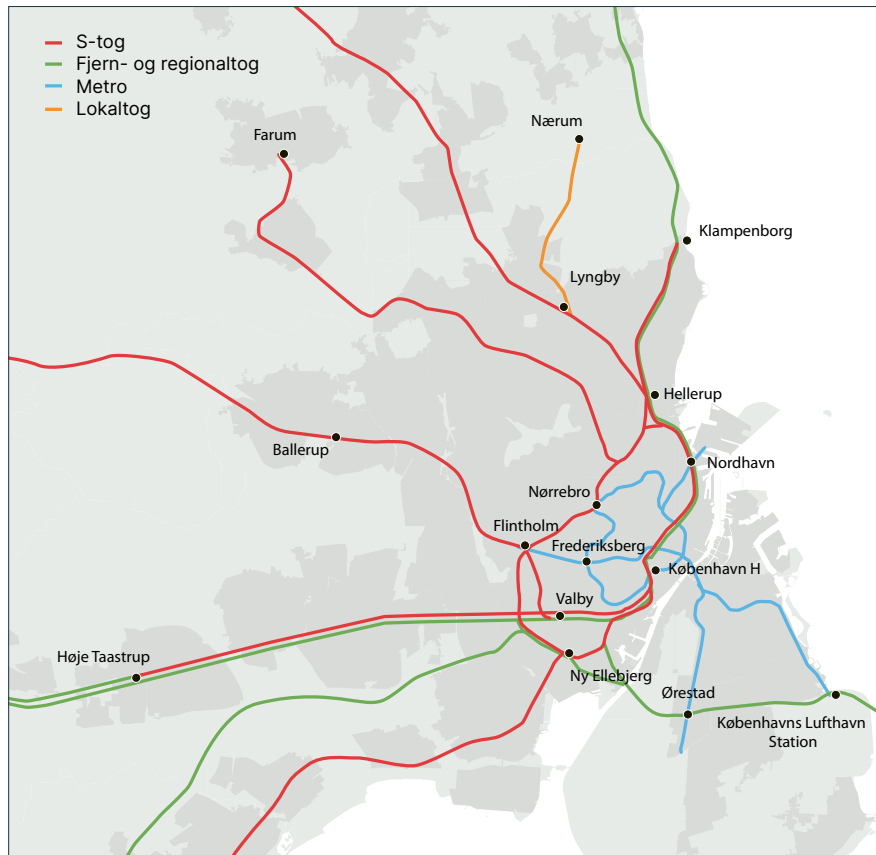 S-tog
Fjern- og regionaltog
Metro
Lokaltog
Farum
Nærum
Klampenborg
Lyngby
Hellerup
Ballerup
Nordhavn
Nørrebro
Flintholm
Frederiksberg
København H
Valby
Høje Taastrup
Ny Ellebjerg
Ørestad
Københavns Lufthavn
Station